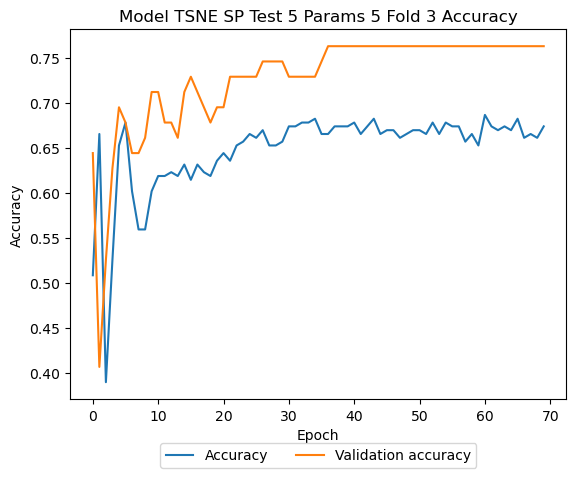 Model TSNE SP Test 5 Params 5 Fold 3 Accuracy
Accuracy
0.75
0.70
0.65
0.60
0.55
0.50
0.45
0.40
0 10 20 30 40 50 60 70
Epoch
Accuracy Validation accuracy